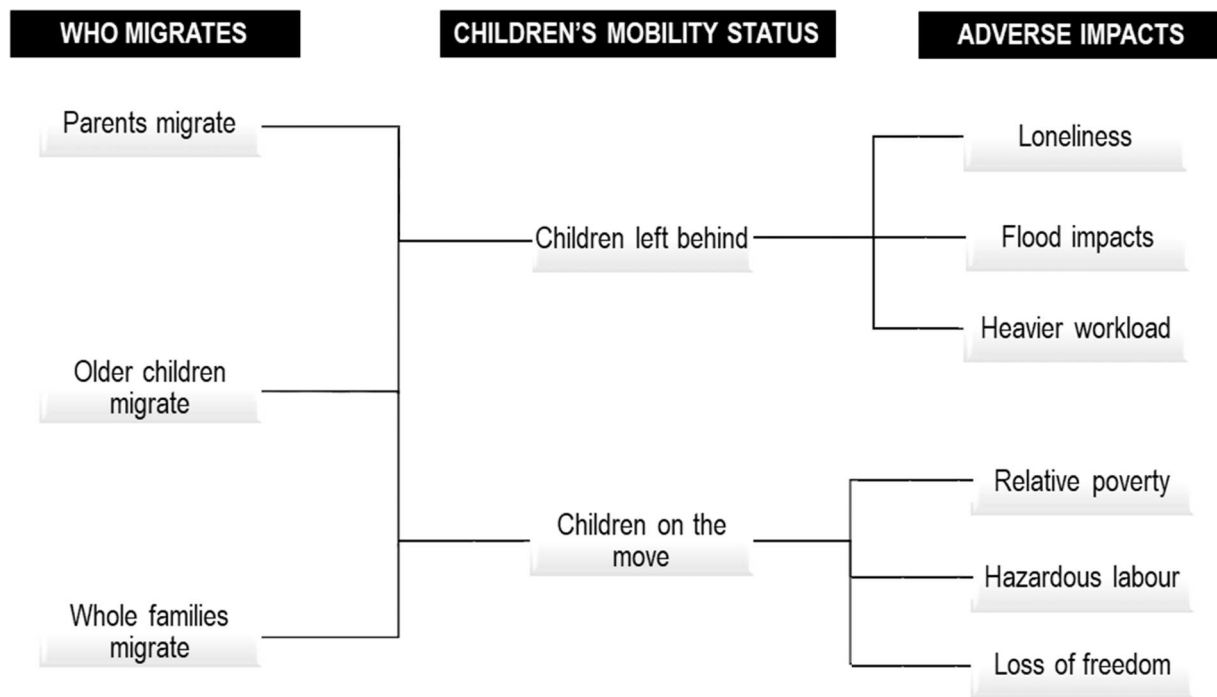 WHO MIGRATES
CHILDREN'S MOBILITY STATUS
ADVERSE IMPACTS
Parents migrate
Older children
migrate
Whole families
migrate
Children left behind
Children on the
move
Loneliness
Flood impacts
Heavier workload
Relative poverty
Hazardous labour
Loss of freedom